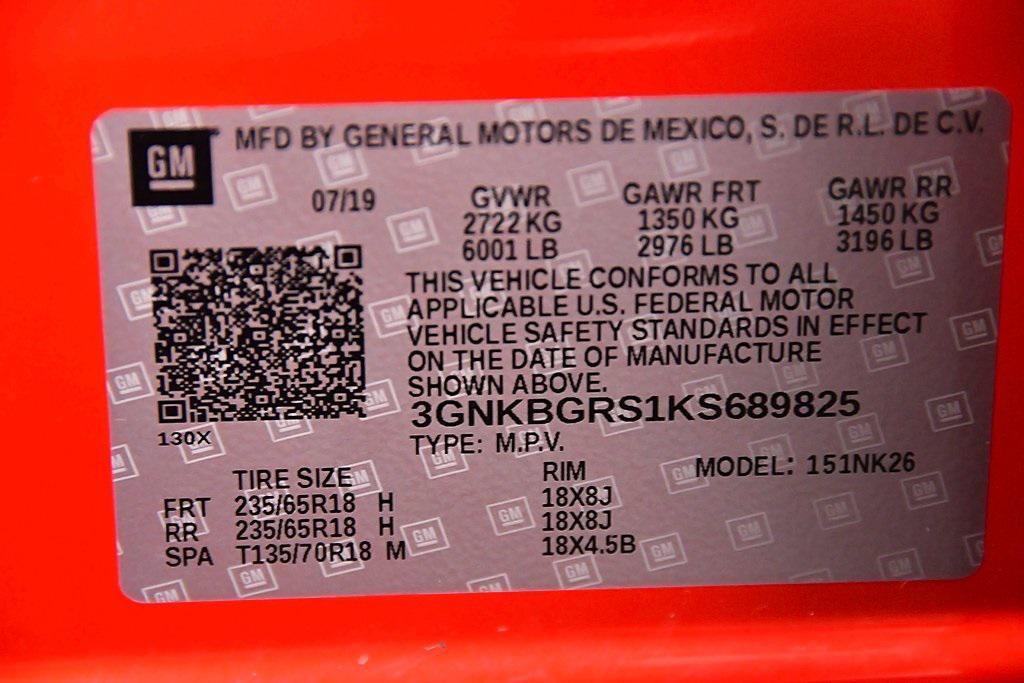 GM MFD BY GENERAL MOTORS DE MEXICO, S. DE R.L. DE C.V.
07/19 GVWR GAWR FRT GAWR RR
2722 KG 1350 KG 1450 KG
6001 LB 2976 LB 3196 LB
THIS VEHICLE CONFORMS TO ALL
APPLICABLE U.S. FEDERAL MOTOR
VEHICLE SAFETY STANDARDS IN EFFECT
ON THE DATE OF MANUFACTURE
SHOWN ABOVE.
3GNKBGRS1KS689825
130X
TYPE: M.P.V.
TIRE SIZE RIM MODEL: 151NK26
FRT 235/65R18 H 18X8J
RR 235/65R18 H 18X8J
SPA T135/70R18 M 18X4.5B